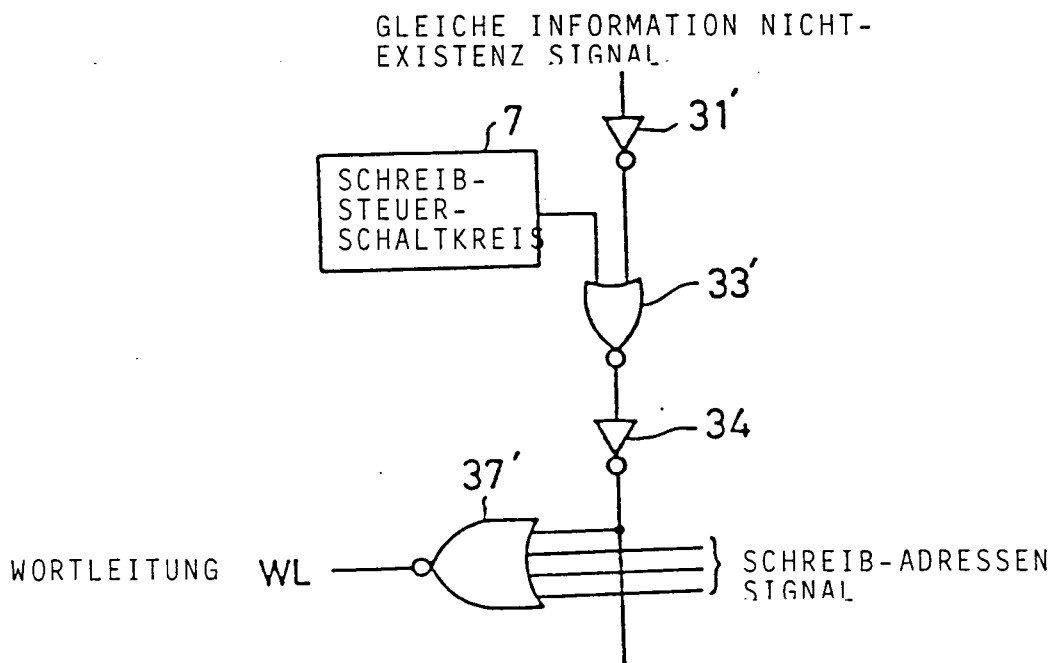 GLEICHE INFORMATION NICHT-
EXISTENZ SIGNAL
31'
7
SCHREIB-
STEUER-
SCHALTKREIS
33'
34
37'
WORTLEITUNG WL
SCHREIB-ADRESSEN
SIGNAL